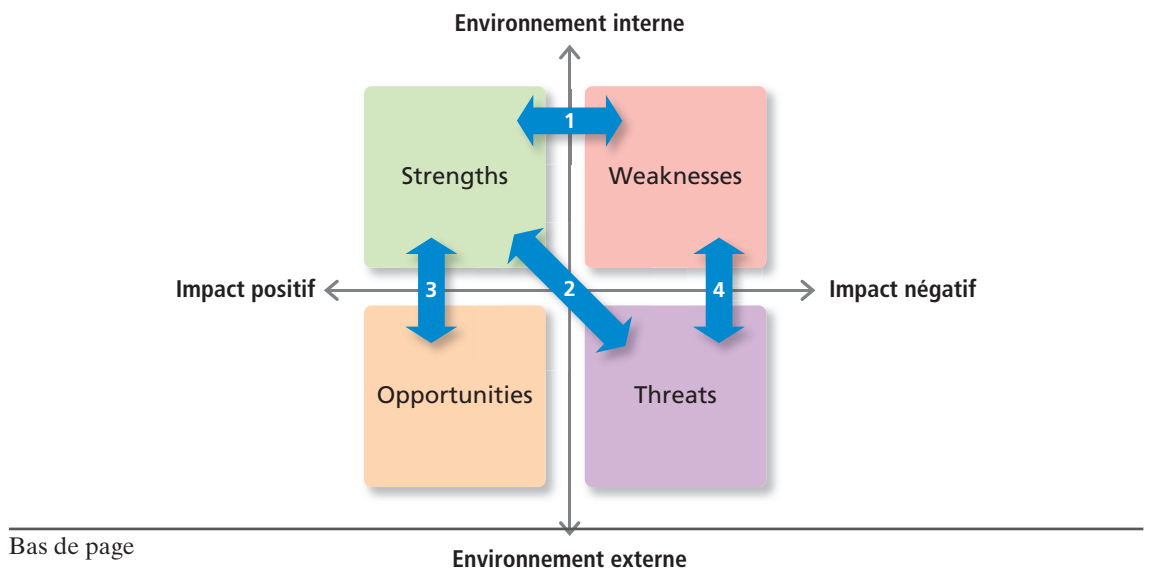 Environnement interne
1
Strengths
Weaknesses
Impact positif
3
2
4
Impact négatif
Opportunities
Threats
Bas de page
Environnement externe